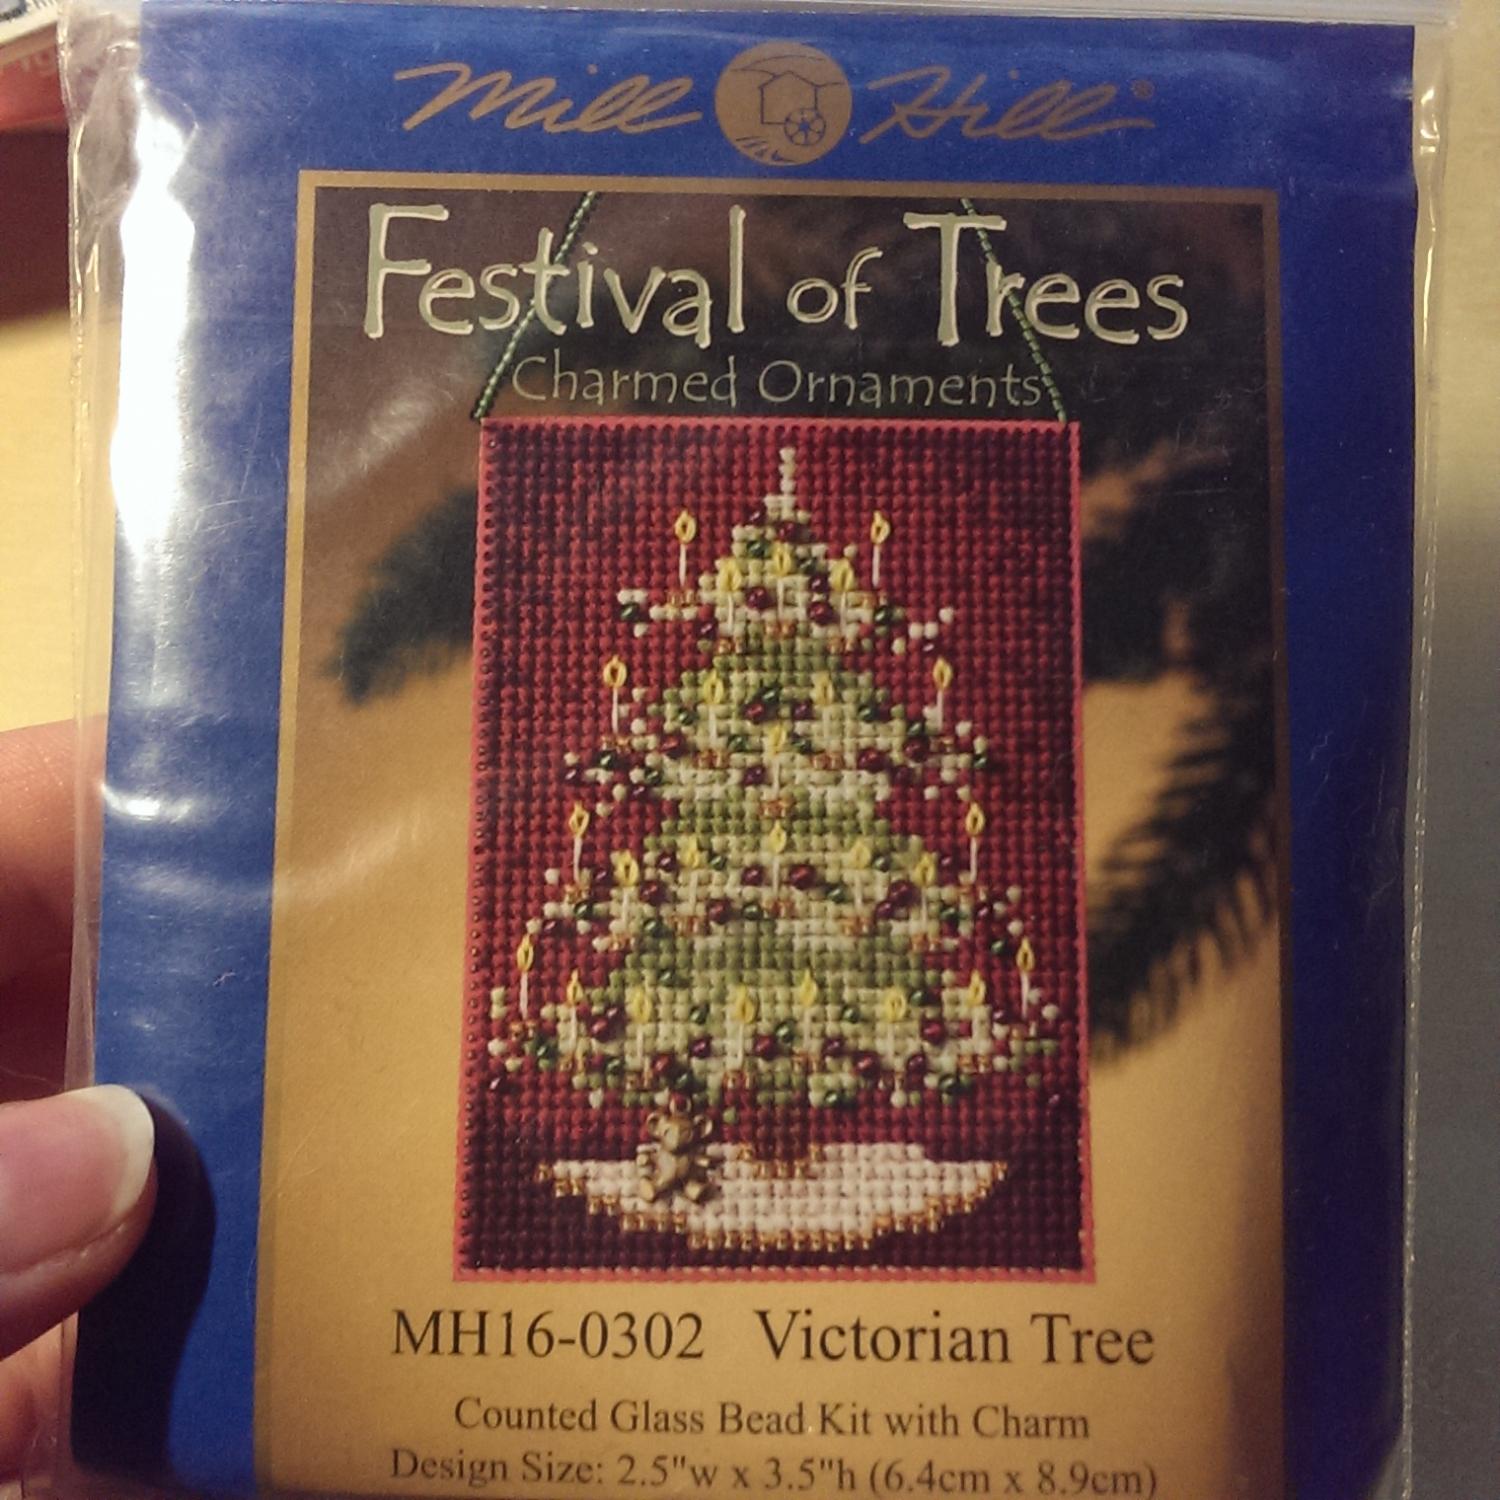 Mill Hill®
Festival of Trees
Charmed Ornaments
MH16-0302 Victorian Tree
Counted Glass Bead Kit with Charm
Design Size: 2.5"w x 3.5"h (6.4cm x 8.9cm)